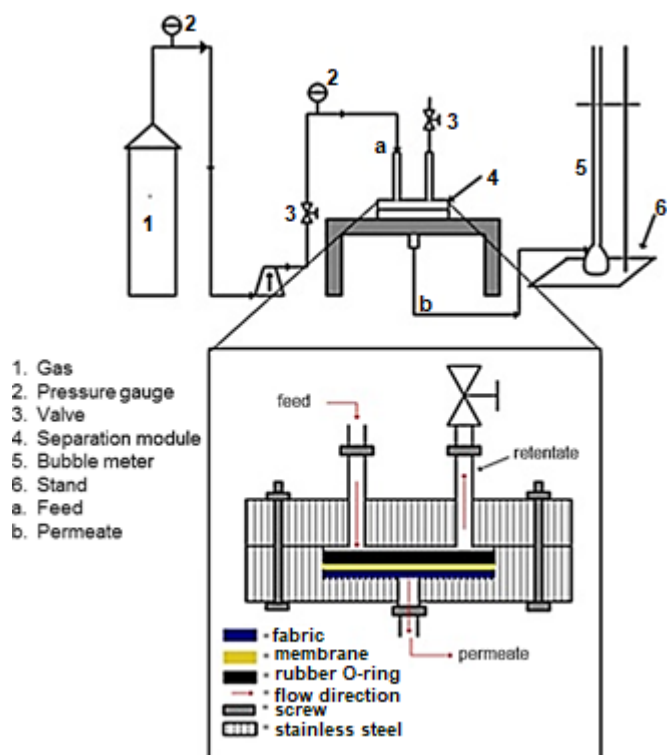 2
2
3
a
4
1
3
5
6
b
1. Gas
2. Pressure gauge
3. Valve
4. Separation module
5. Bubble meter
6. Stand
a. Feed
b. Permeate
feed
retentate
permeate
fabric
membrane
rubber O-ring
flow direction
screw
stainless steel